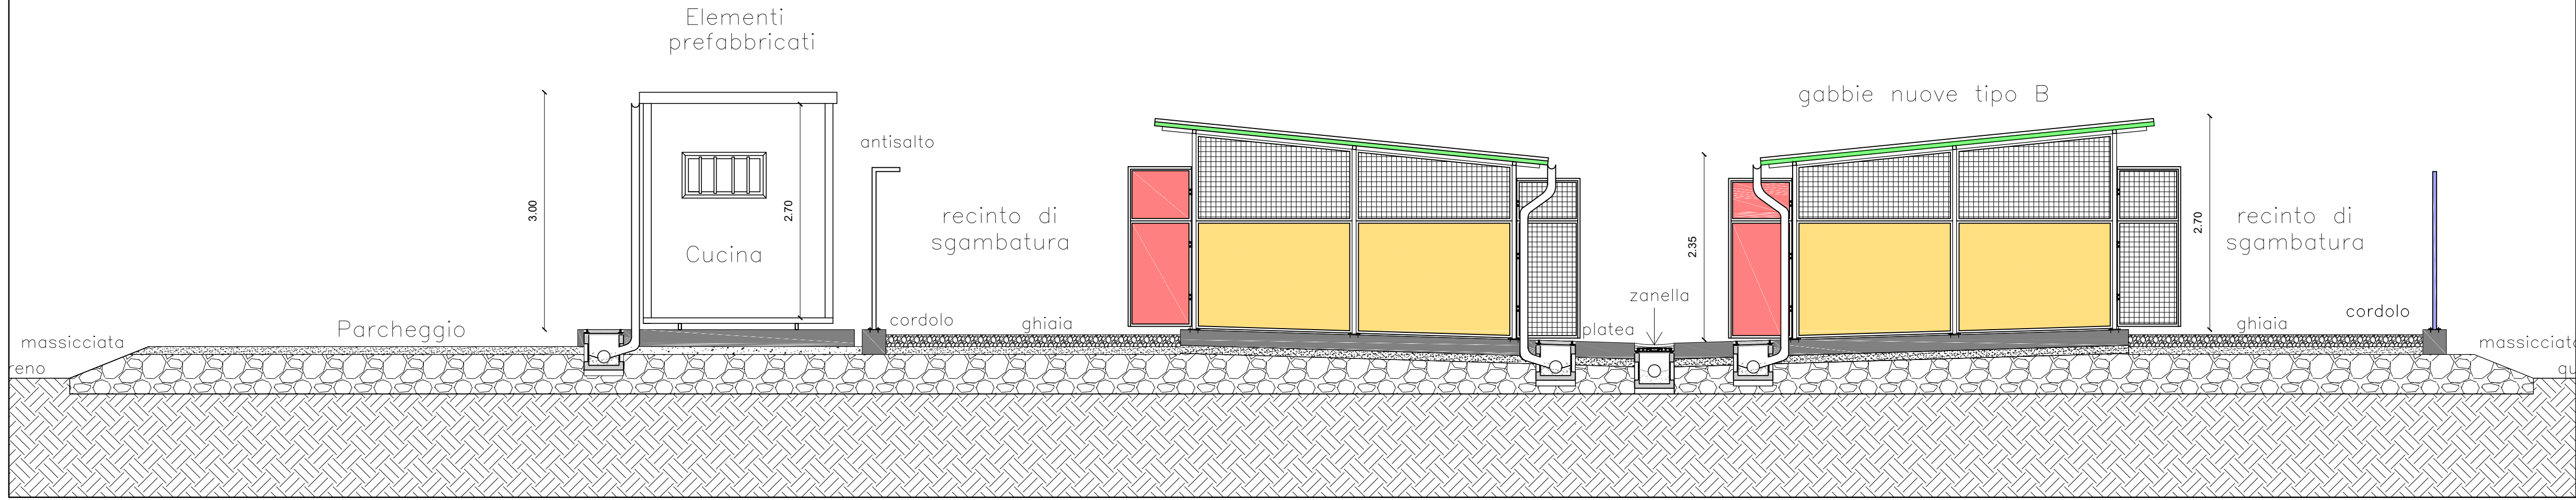 Elementi
prefabbricati
gabbie nuove tipo B
antisalto
3.00
2.70
Cucina
recinto di
sgambatura
2.35
2.70
recinto di
sgambatura
zanella
platea
cordolo
ghiaia
Parcheggio
massicciata
reno
ghiaia
cordolo
massicciata
qu